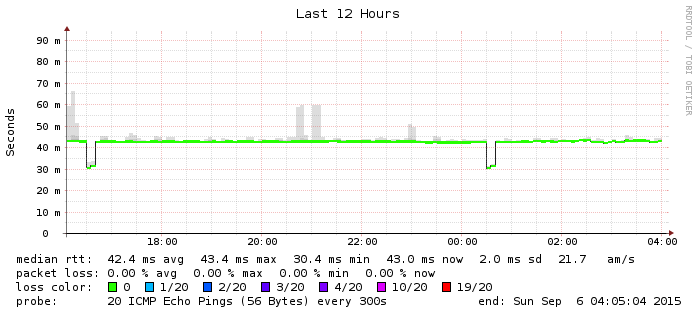 Last 12 Hours
RRDTOOL / TOBI OETIKER
Seconds
90 m
80 m
70 m
60 m
50 m
40 m
30 m
20 m
10 m
0
18:00 20:00 22:00 00:00 02:00 04:00
median rtt: 42.4 ms avg 43.4 ms max 30.4 ms min 43.0 ms now 2.0 ms sd 21.7 am/s
packet loss: 0.00 % avg 0.00 % max 0.00 % min 0.00 % now
loss color: 0 1/20 2/20 3/20 4/20 10/20 19/20
probe: 20 ICMP Echo Pings (56 Bytes) every 300s end: Sun Sep 6 04:05:04 2015